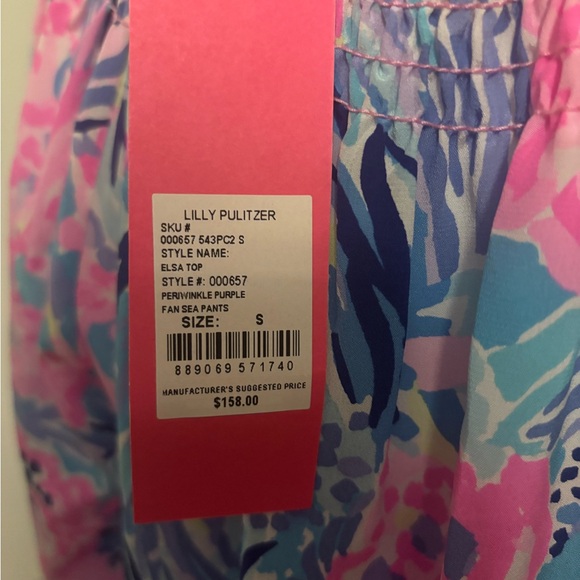 LILLY PULITZER
SKU #
000657 543PC2 S
STYLE NAME:
ELSA TOP
STYLE #: 000657
PERIWINKLE PURPLE
FAN SEA PANTS
SIZE: S
889069 571740
MANUFACTURER'S SUGGESTED PRICE
$158.00